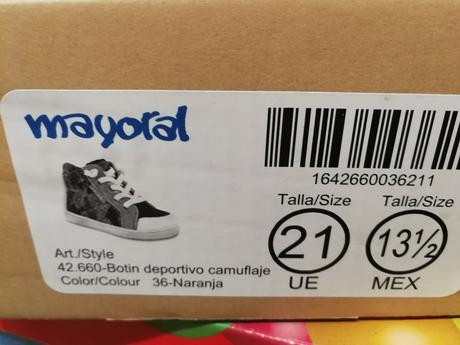 mayoral
1642660036211
Talla/Size Talla/Size
21 13½
UE MEX
Art./Style
42.660-Botin deportivo camuflaje
Color/Colour 36-Naranja